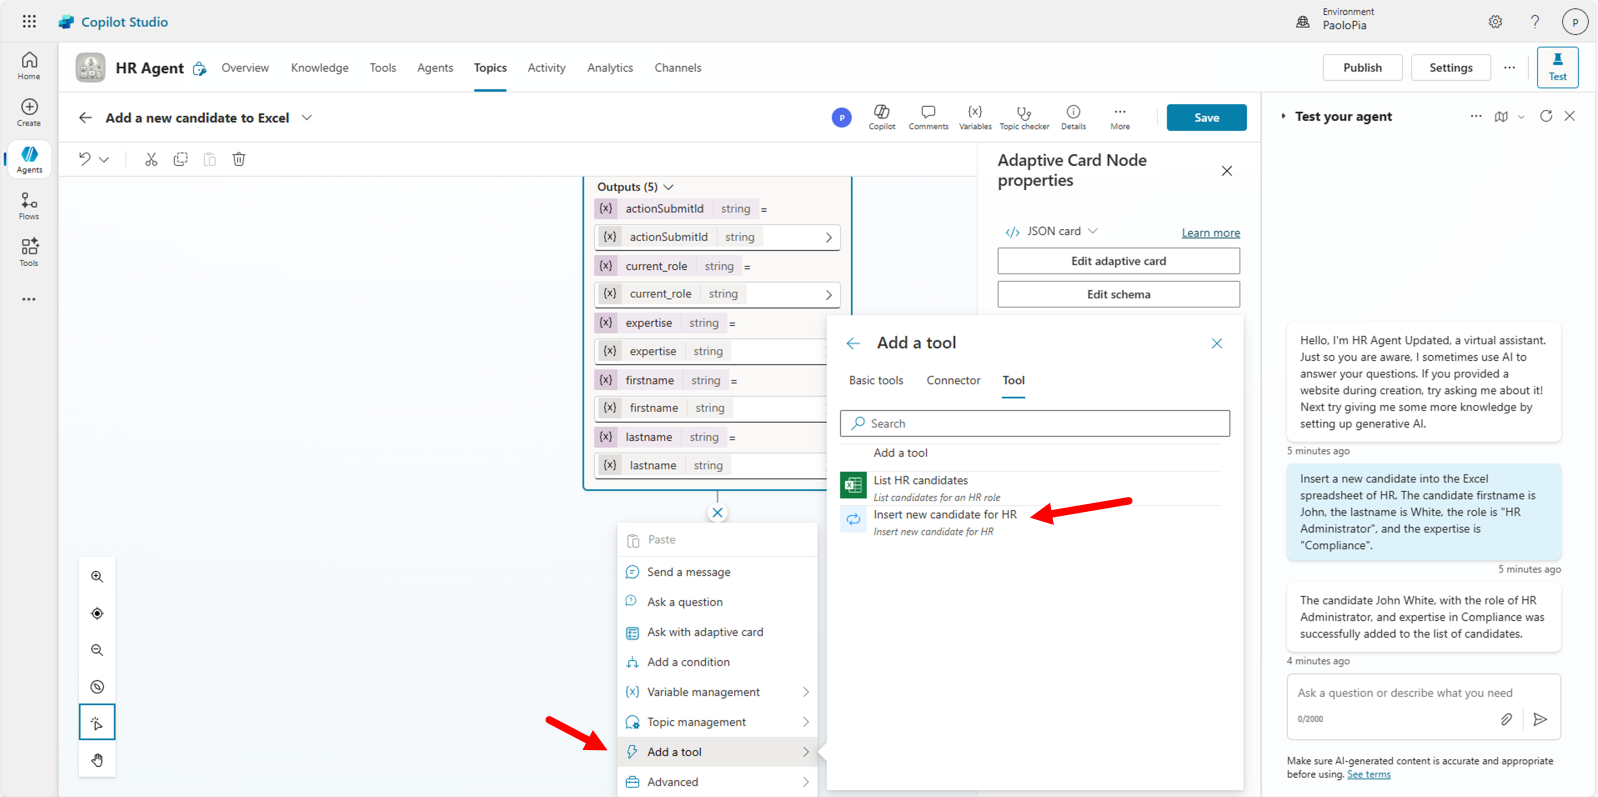 Copilot Studio
Environment
PaoloPia
?
P
Home
Create
Agents
Flows
Tools
HR Agent
Overview
Knowledge
Tools
Agents
Topics
Activity
Analytics
Channels
Publish
Settings
Test
Add a new candidate to Excel
P
Copilot
Comments
{x}
Variables
Topic checker
Details
More
Save
Outputs (5)
{x} actionSubmitId string =
{x} actionSubmitId string
{x} current_role string =
{x} current_role string
{x} expertise string =
{x} expertise string
{x} firstname string =
{x} firstname string
{x} lastname string =
{x} lastname string
Paste
Send a message
Ask a question
Ask with adaptive card
Add a condition
{x} Variable management
Topic management
Add a tool
Advanced
Adaptive Card Node
properties
JSON card
Learn more
Edit adaptive card
Edit schema
Add a tool
Basic tools
Connector
Tool
Search
Add a tool
List HR candidates
List candidates for an HR role
Insert new candidate for HR
Insert new candidate for HR
Test your agent
Hello, I'm HR Agent Updated, a virtual assistant.
Just so you are aware, I sometimes use AI to
answer your questions. If you provided a
website during creation, try asking me about it!
Next try giving me some more knowledge by
setting up generative AI.
5 minutes ago
Insert a new candidate into the Excel
spreadsheet of HR. The candidate firstname is
John, the lastname is White, the role is "HR
Administrator", and the expertise is
"Compliance".
5 minutes ago
The candidate John White, with the role of HR
Administrator, and expertise in Compliance was
successfully added to the list of candidates.
4 minutes ago
Ask a question or describe what you need
0/2000
Make sure AI-generated content is accurate and appropriate
before using. See terms